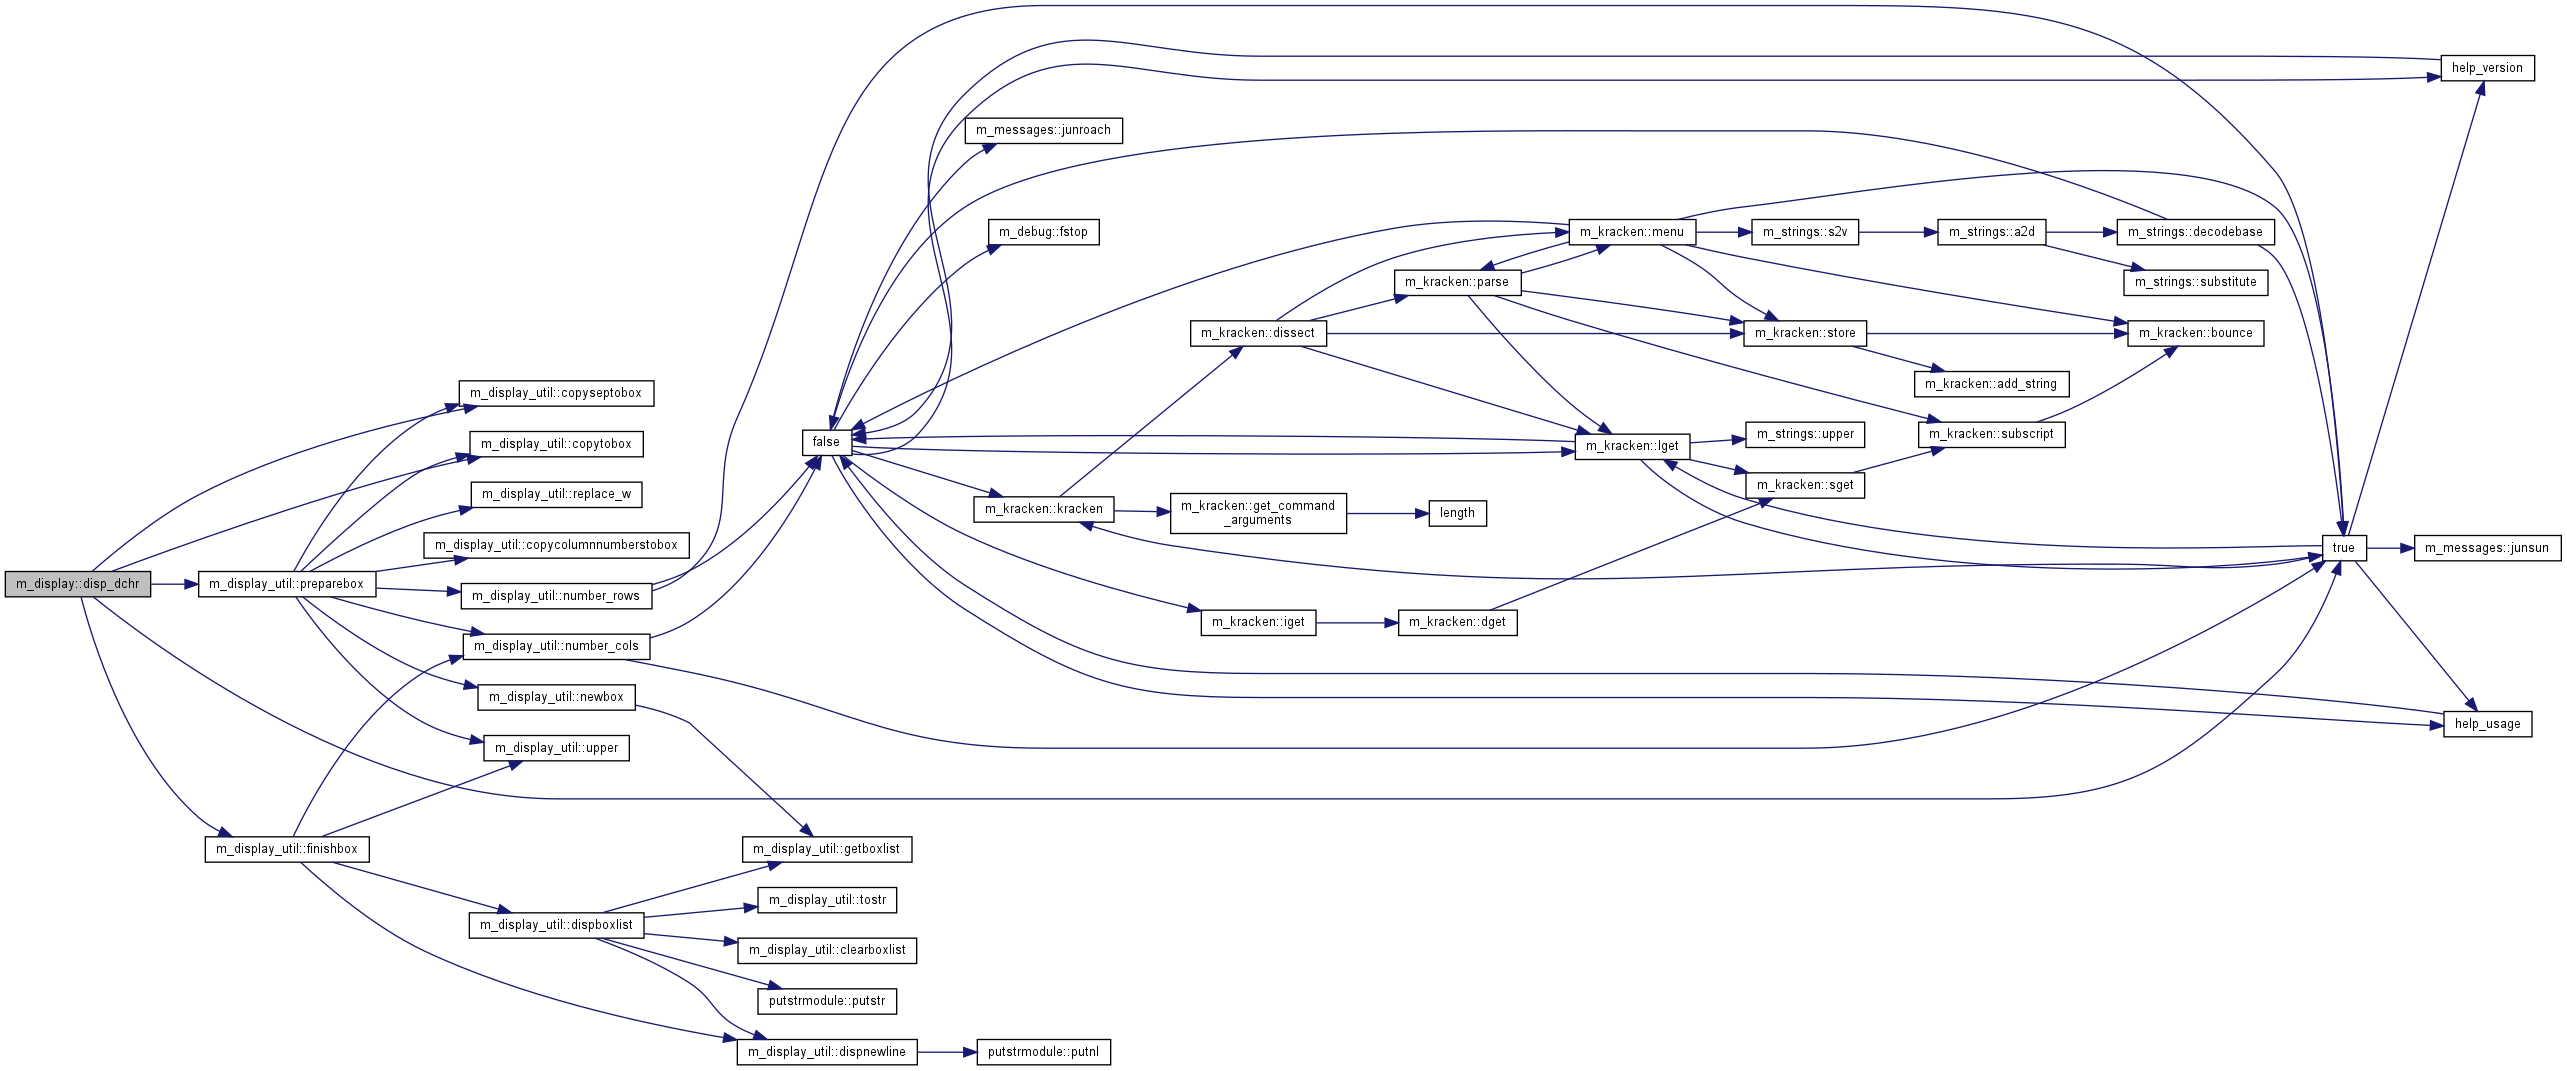 help_version
m_messages::junroach
m_debug::fstop
m_kracken::menu
m_strings::s2v
m_strings::a2d
m_strings::decodebase
m_kracken::parse
m_strings::substitute
m_kracken::dissect
m_kracken::store
m_kracken::bounce
m_kracken::add_string
m_display_util::copyseptobox
m_display_util::copytobox
false
m_kracken::lget
m_strings::upper
m_kracken::subscript
m_kracken::sget
m_display_util::replace_w
m_kracken::kracken
m_kracken::get_command
_arguments
length
m_display_util::copycolumnnumberstobox
true
m_messages::junsun
m_display::disp_dchr
m_display_util::preparebox
m_display_util::number_rows
m_kracken::iget
m_kracken::dget
m_display_util::number_cols
m_display_util::newbox
help_usage
m_display_util::upper
m_display_util::finishbox
m_display_util::getboxlist
m_display_util::tostr
m_display_util::dispboxlist
m_display_util::clearboxlist
putstrmodule::putstr
m_display_util::dispnewline
putstrmodule::putnl